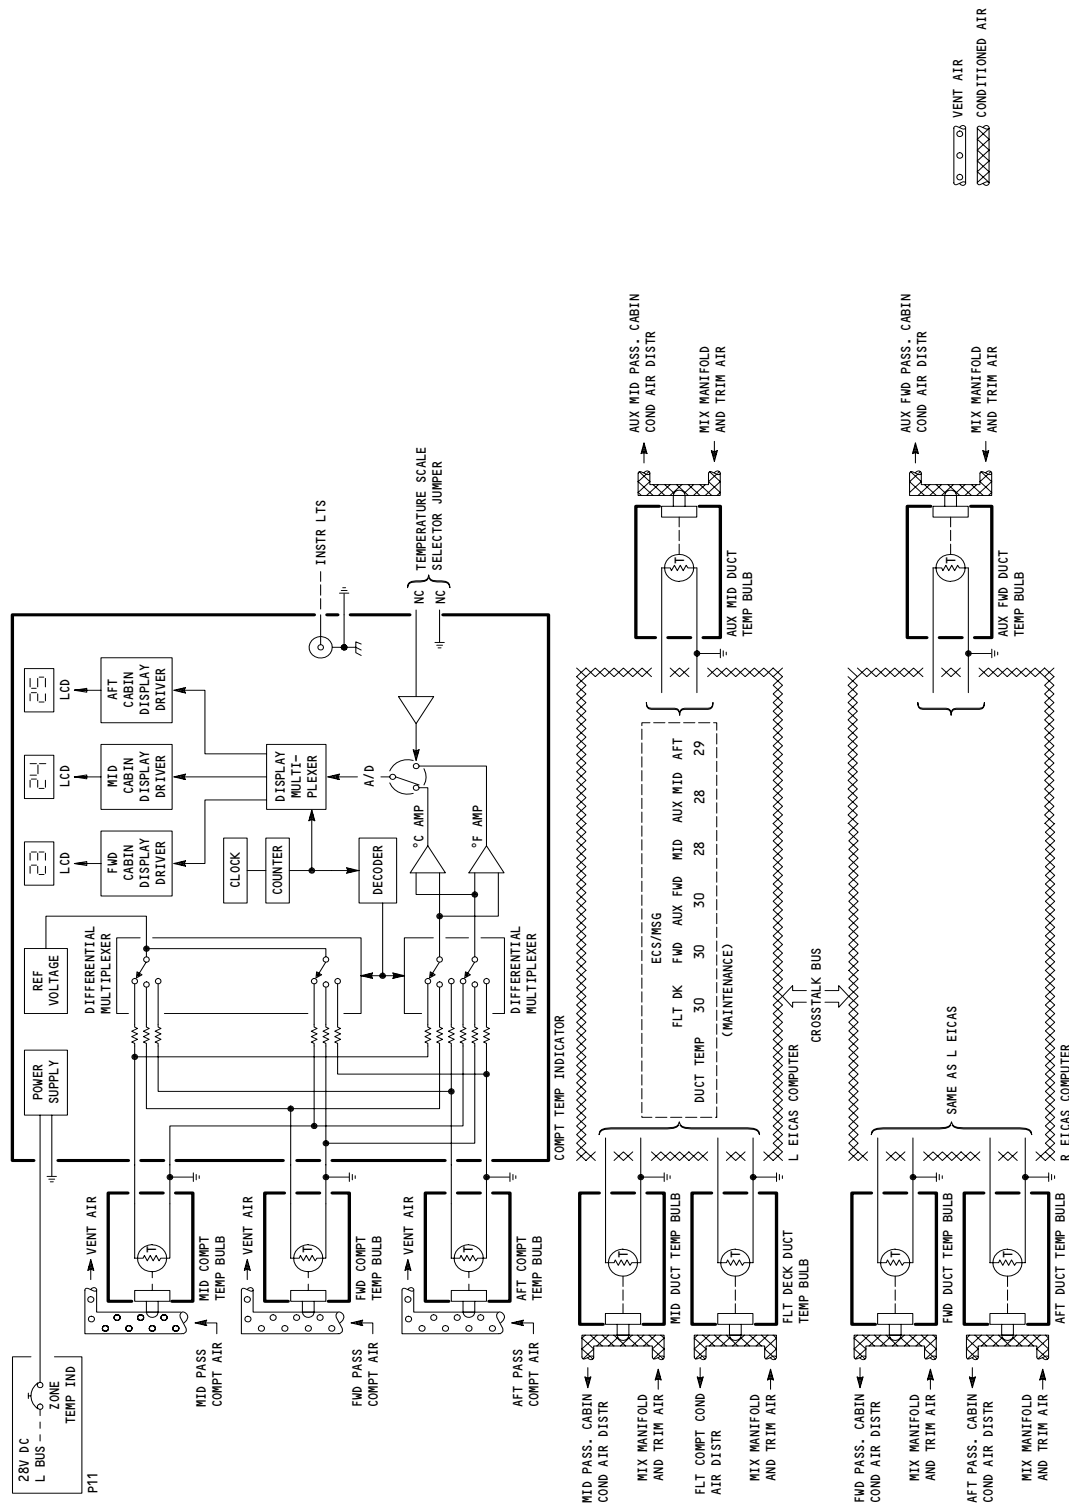 28V DC
L BUS
ZONE
TEMP IND
P11
POWER
SUPPLY
REF
VOLTAGE
23
LCD
24
LCD
25
LCD
FWD
CABIN
DISPLAY
DRIVER
MID
CABIN
DISPLAY
DRIVER
AFT
CABIN
DISPLAY
DRIVER
DIFFERENTIAL
MULTIPLEXER
CLOCK
COUNTER
DISPLAY
MULTI-
PLEXER
DECODER
A/D
°C AMP
°F AMP
DIFFERENTIAL
MULTIPLEXER
INSTR LTS
NC
NC
TEMPERATURE SCALE
SELECTOR JUMPER
COMPT TEMP INDICATOR
VENT AIR
MID COMPT
TEMP BULB
MID PASS
COMPT AIR
VENT AIR
FWD COMPT
TEMP BULB
FWD PASS
COMPT AIR
VENT AIR
AFT COMPT
TEMP BULB
AFT PASS
COMPT AIR
MID PASS. CABIN
COND AIR DISTR
MIX MANIFOLD
AND TRIM AIR
MID DUCT TEMP BULB
FLT COMPT COND
AIR DISTR
MIX MANIFOLD
AND TRIM AIR
FLT DECK DUCT
TEMP BULB
ECS/MSG
FLT DK FWD AUX FWD MID AUX MID AFT
DUCT TEMP 30 30 30 28 28 29
(MAINTENANCE)
L EICAS COMPUTER
AUX MID PASS. CABIN
COND AIR DISTR
MIX MANIFOLD
AND TRIM AIR
AUX MID DUCT
TEMP BULB
CROSSTALK BUS
FWD PASS. CABIN
COND AIR DISTR
MIX MANIFOLD
AND TRIM AIR
FWD DUCT TEMP BULB
AFT PASS. CABIN
COND AIR DISTR
MIX MANIFOLD
AND TRIM AIR
AFT DUCT TEMP BULB
SAME AS L EICAS
R EICAS COMPUTER
AUX FWD PASS. CABIN
COND AIR DISTR
MIX MANIFOLD
AND TRIM AIR
AUX FWD DUCT
TEMP BULB
VENT AIR
CONDITIONED AIR
T
T
T
T
T
T
T
T
T